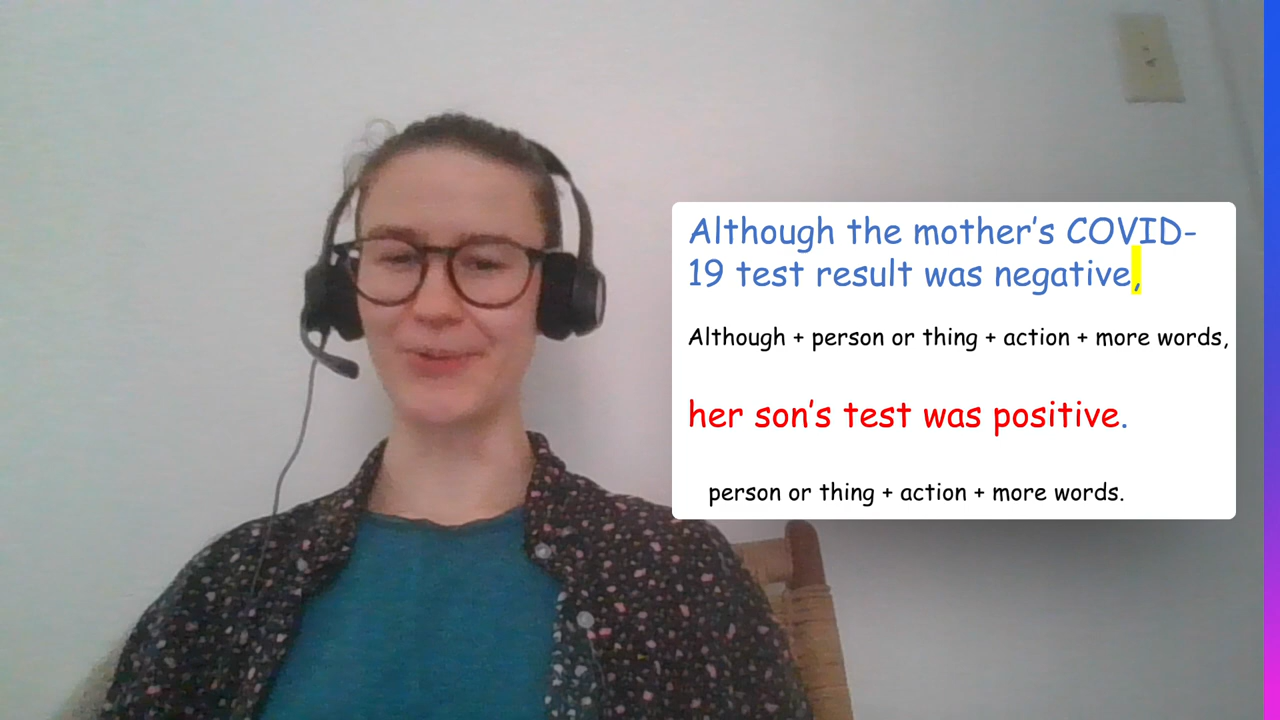 Although the mother’s COVID-
19 test result was negative,
Although + person or thing + action + more words,
her son’s test was positive.
person or thing + action + more words.